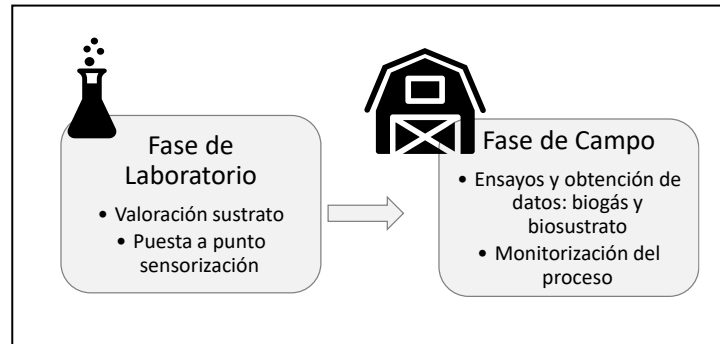 Fase de
Laboratorio
• Valoración sustrato
• Puesta a punto
sensorización
Fase de Campo
• Ensayos y obtención de
datos: biogás y
biosustrato
• Monitorización del
proceso